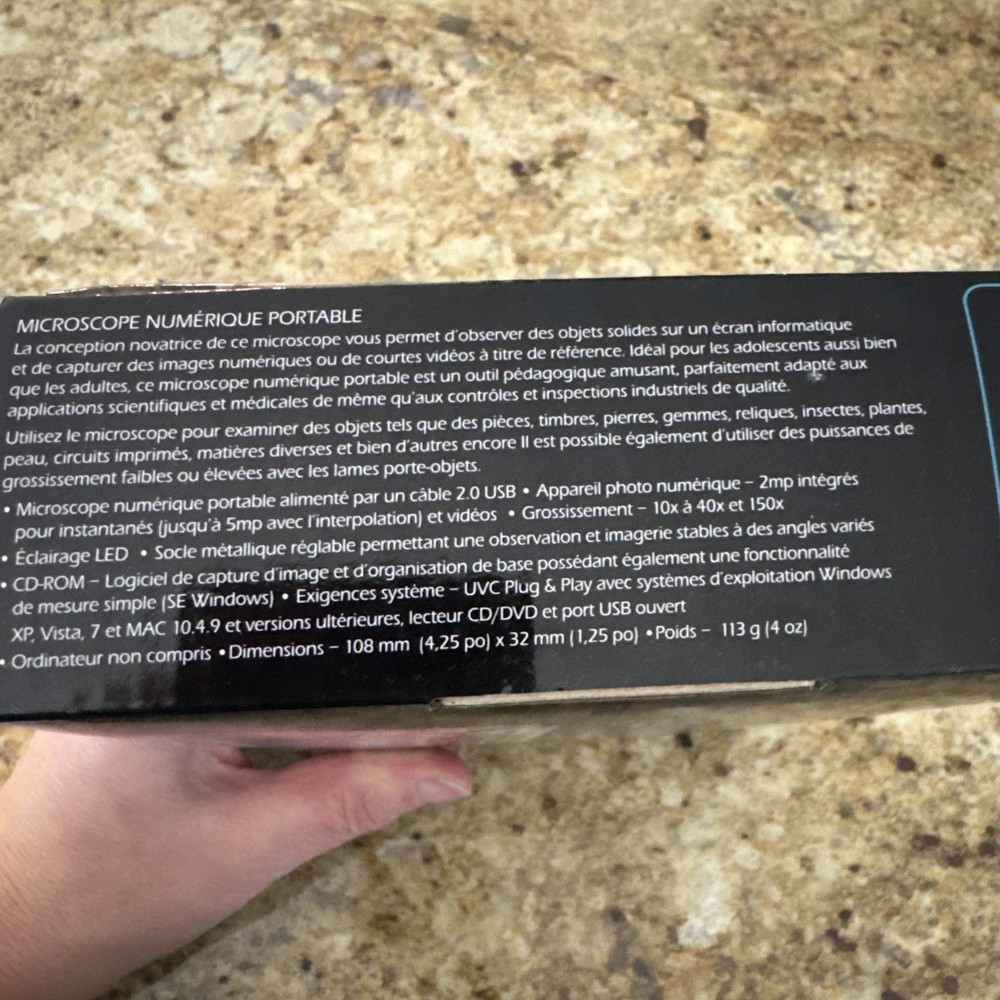 MICROSCOPE NUMÉRIQUE PORTABLE
La conception novatrice de ce microscope vous permet d'observer des objets solides sur un écran informatique
et de capturer des images numériques ou de courtes vidéos à titre de référence. Idéal pour les adolescents aussi bien
que les adultes, ce microscope numérique portable est un outil pédagogique amusant, parfaitement adapté aux
applications scientifiques et médicales de même qu'aux contrôles et inspections industriels de qualité.
Utilisez le microscope pour examiner des objets tels que des pièces, timbres, pierres, gemmes, reliques, insectes, plantes,
peau, circuits imprimés, matières diverses et bien d'autres encore Il est possible également d'utiliser des puissances de
grossissement faibles ou élevées avec les lames porte-objets.
• Microscope numérique portable alimenté par un câble 2.0 USB • Appareil photo numérique – 2mp intégrés
pour instantanés (jusqu'à 5mp avec l'interpolation) et vidéos • Grossissement – 10x à 40x et 150x
• Éclairage LED • Socle métallique réglable permettant une observation et imagerie stables à des angles variés
• CD-ROM – Logiciel de capture d'image et d'organisation de base possédant également une fonctionnalité
de mesure simple (SE Windows) • Exigences système – UVC Plug & Play avec systèmes d'exploitation Windows
XP, Vista, 7 et MAC 10.4.9 et versions ultérieures, lecteur CD/DVD et port USB ouvert
• Ordinateur non compris • Dimensions – 108 mm (4,25 po) x 32 mm (1,25 po) • Poids – 113 g (4 oz)